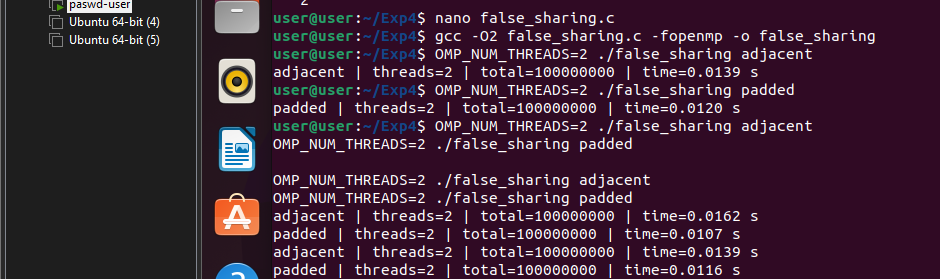 paswd-user
Ubuntu 64-bit (4)
Ubuntu 64-bit (5)
2
user@user:~/Exp4$ nano false_sharing.c
user@user:~/Exp4$ gcc -O2 false_sharing.c -fopenmp -o false_sharing
user@user:~/Exp4$ OMP_NUM_THREADS=2 ./false_sharing adjacent
adjacent | threads=2 | total=100000000 | time=0.0139 s
user@user:~/Exp4$ OMP_NUM_THREADS=2 ./false_sharing padded
padded | threads=2 | total=100000000 | time=0.0120 s
user@user:~/Exp4$ OMP_NUM_THREADS=2 ./false_sharing adjacent
OMP_NUM_THREADS=2 ./false_sharing padded

OMP_NUM_THREADS=2 ./false_sharing adjacent
OMP_NUM_THREADS=2 ./false_sharing padded
adjacent | threads=2 | total=100000000 | time=0.0162 s
padded | threads=2 | total=100000000 | time=0.0107 s
adjacent | threads=2 | total=100000000 | time=0.0139 s
padded | threads=2 | total=100000000 | time=0.0116 s